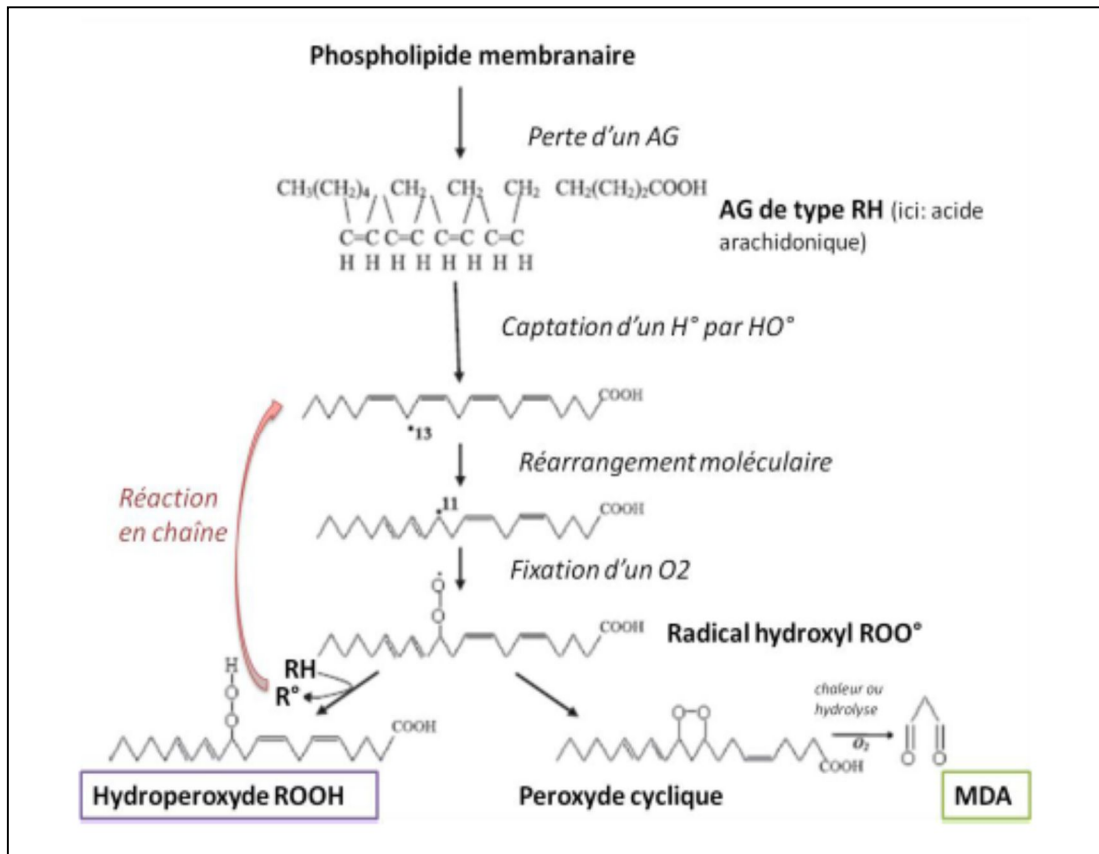 Phospholipide membranaire
Perte d'un AG
CH₃(CH₂)₄ CH₂ CH₂ CH₂ CH₂(CH₂)₂COOH
AG de type RH (ici: acide
arachidonique)
C=C C=C C=C C=C
H H H H H H H H
Captation d'un H° par HO°
COOH
•13
Réarrangement moléculaire
Réaction
en chaîne
•11
COOH
Fixation d'un O2
O
O
COOH
Radical hydroxyl ROO°
H
O
O
RH
R°
COOH
O O
chaleur ou
hydrolyse
O₂
COOH
O O
Hydroperoxyde ROOH
Peroxyde cyclique
MDA